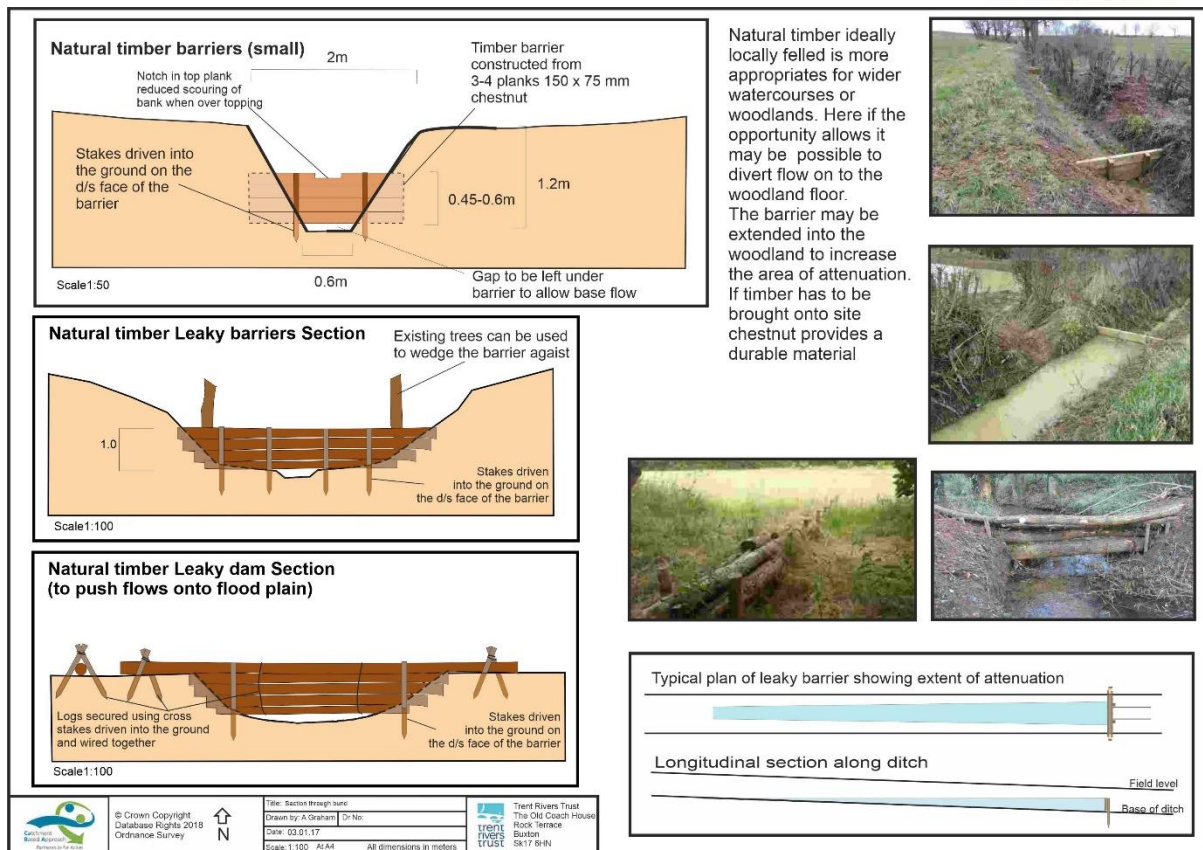 Natural timber barriers (small)
2m
Notch in top plank
reduced scouring of
bank when over topping
Timber barrier
constructed from
3-4 planks 150 x 75 mm
chestnut
Stakes driven into
the ground on the
d/s face of the
barrier
0.45-0.6m
1.2m
0.6m
Gap to be left under
barrier to allow base flow
Scale1:50
Natural timber Leaky barriers Section
Existing trees can be used
to wedge the barrier agaist
1.0
Stakes driven
into the ground on
the d/s face of the barrier
Scale1:100
Natural timber Leaky dam Section
(to push flows onto flood plain)
Logs secured using cross
stakes driven into the ground
and wired together
Stakes driven
into the ground on
the d/s face of the barrier
Scale1:100
Natural timber ideally
locally felled is more
appropriates for wider
watercourses or
woodlands. Here if the
opportunity allows it
may be possible to
divert flow on to the
woodland floor.
The barrier may be
extended into the
woodland to increase
the area of attenuation.
If timber has to be
brought onto site
chestnut provides a
durable material
Typical plan of leaky barrier showing extent of attenuation
Longitudinal section along ditch
Field level
Base of ditch
Catchment
Based Approach
© Crown Copyright
Database Rights 2018
Ordnance Survey
N
Title: Section through bund
Drawn by: A Graham Dr No:
Date: 03.01.17
Scale: 1:100 At A4 All dimensions in meters
trent
rivers
trust
Trent Rivers Trust
The Old Coach House
Rock Terrace
Buxton
Sk17 6HN